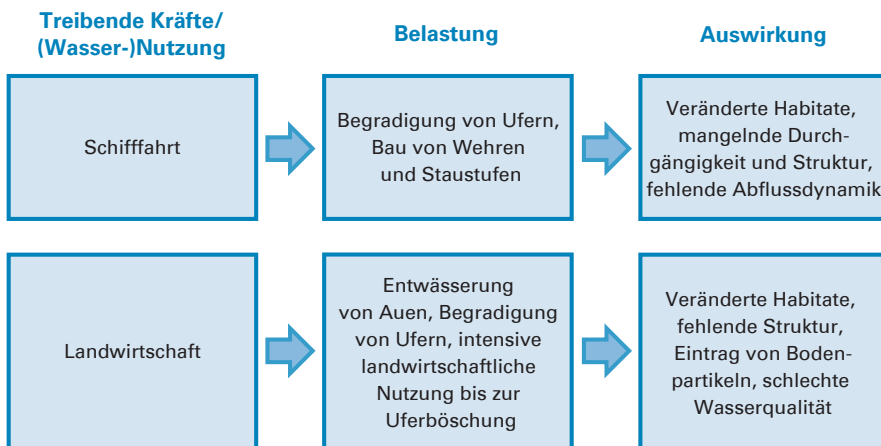 Treibende Kräfte/
(Wasser-)Nutzung
Belastung
Auswirkung
Schifffahrt
Begradigung von Ufern,
Bau von Wehren
und Staustufen
Veränderte Habitate,
mangelnde Durch-
gängigkeit und Struktur,
fehlende Abflussdynamik
Landwirtschaft
Entwässerung
von Auen, Begradigung
von Ufern, intensive
landwirtschaftliche
Nutzung bis zur
Uferböschung
Veränderte Habitate,
fehlende Struktur,
Eintrag von Boden-
partikeln, schlechte
Wasserqualität